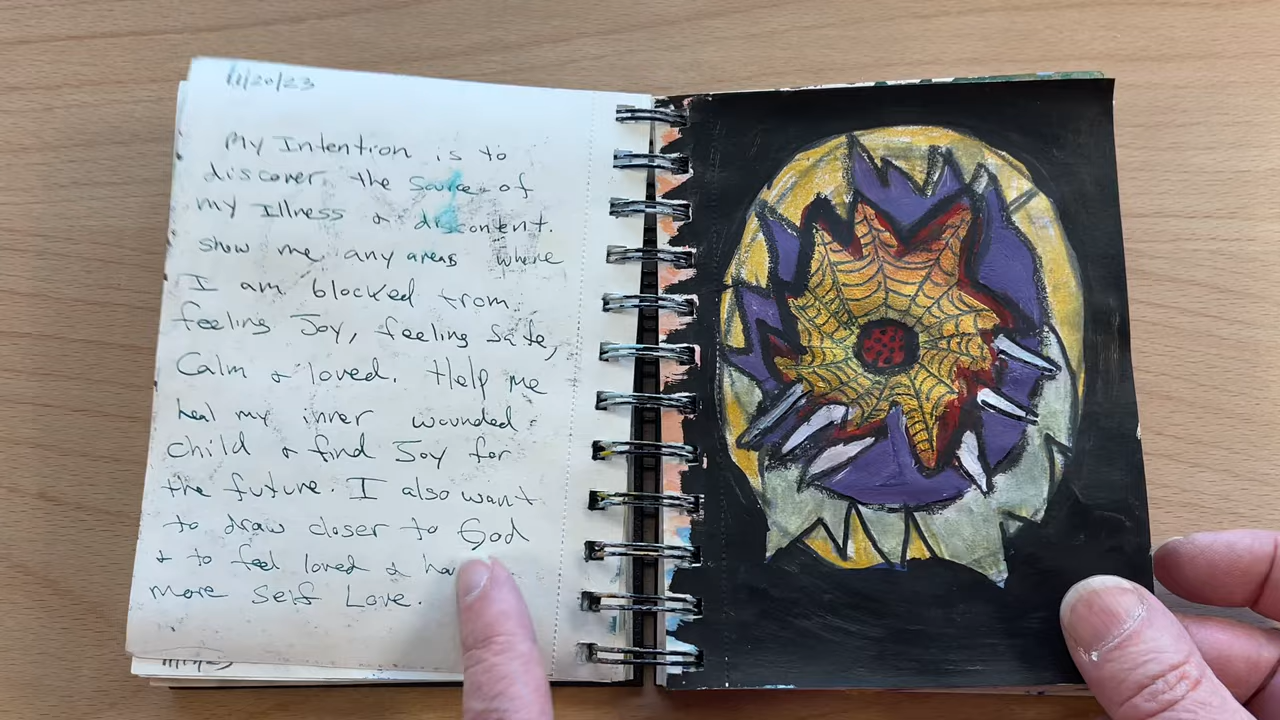 11/20/23
My Intention is to
discover the source of
my Illness & discontent.
Show me any areas where
I am blocked from
feeling Joy, feeling Safe,
Calm & loved. Help me
heal my inner wounded
child & find Joy for
the future. I also want
to draw closer to God
& to feel loved &
more Self Love.